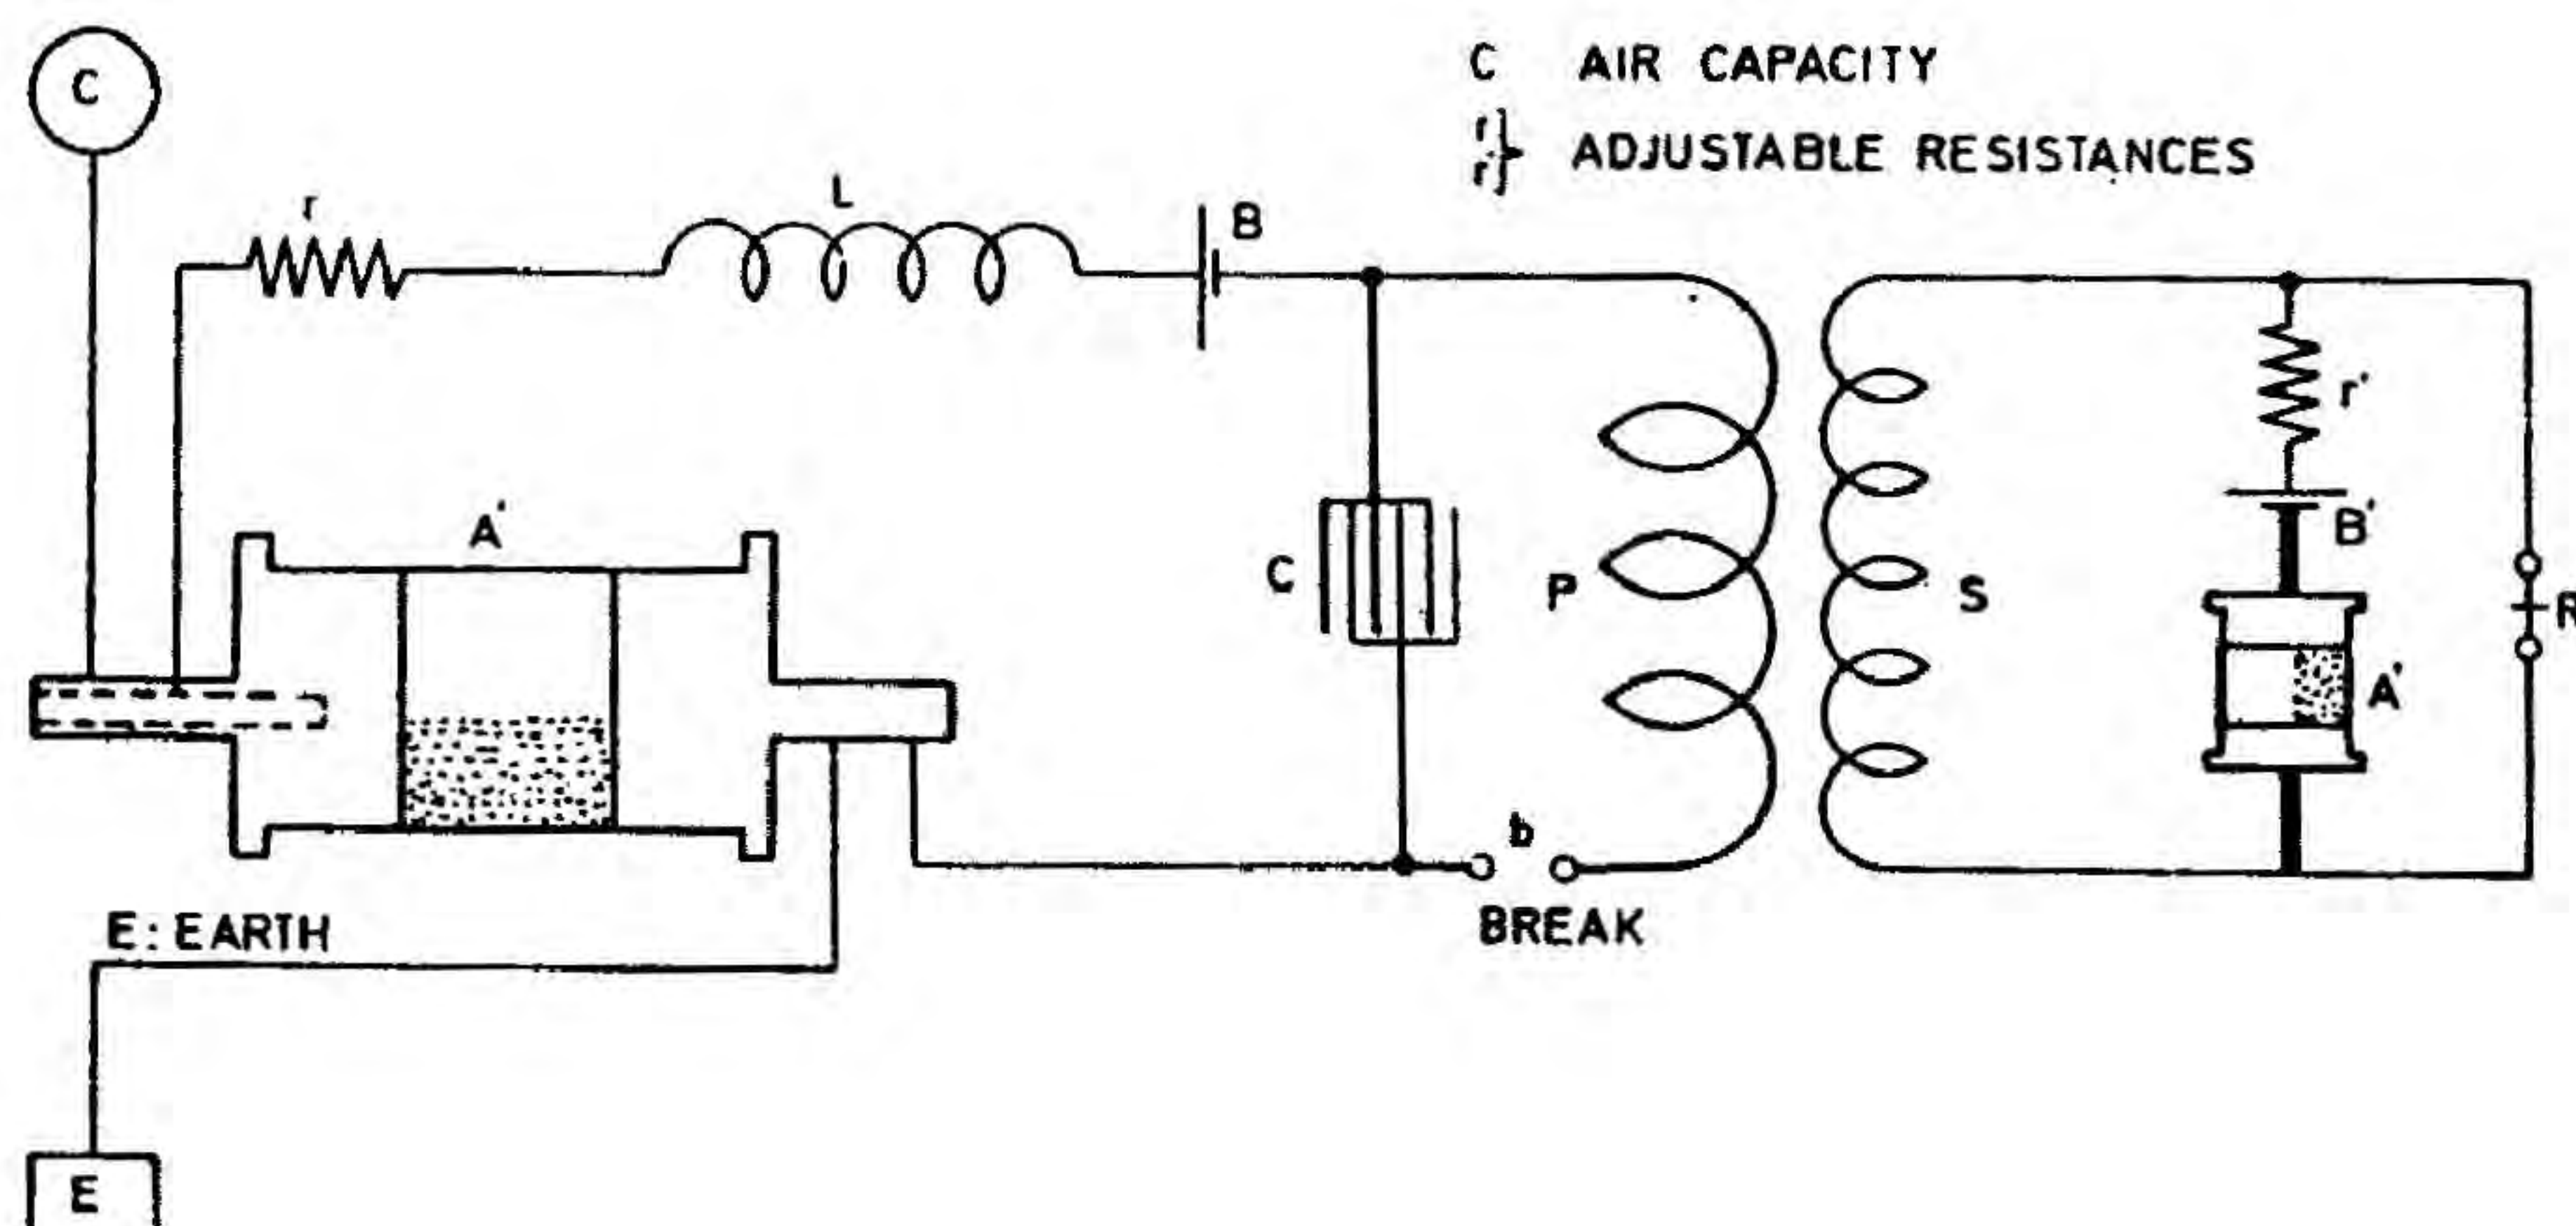 C
C AIR CAPACITY
r
r' } ADJUSTABLE RESISTANCES
r
L
B
A'
C
P
S
r'
B'
A'
R
b
BREAK
E: EARTH
E